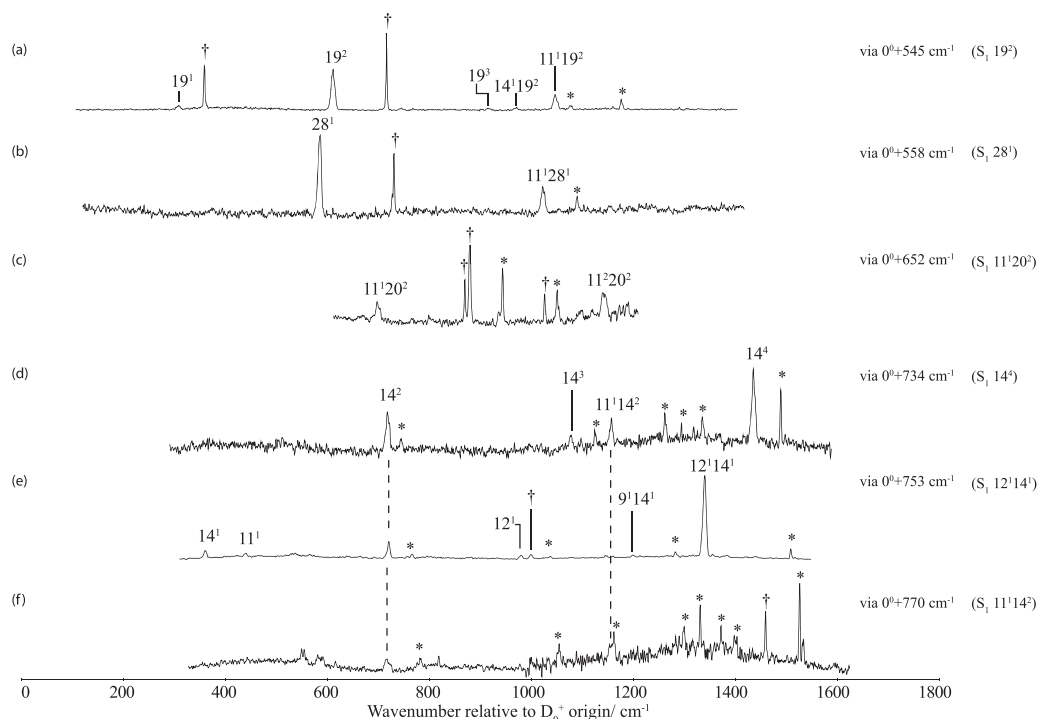 (a) 19¹ † 19² † 19³ 14¹19² 11¹19² * * via 0⁰+545 cm⁻¹ (S₁ 19²)
(b) 28¹ † 11¹28¹ * via 0⁰+558 cm⁻¹ (S₁ 28¹)
(c) 11¹20² † † * † * 11²20² via 0⁰+652 cm⁻¹ (S₁ 11¹20²)
(d) 14² * 14³ * 11¹14² * * * 14⁴ * via 0⁰+734 cm⁻¹ (S₁ 14⁴)
(e) 14¹ 11¹ * 12¹ † * 9¹14¹ * 12¹14¹ * via 0⁰+753 cm⁻¹ (S₁ 12¹14¹)
(f) * * * * * * * † * via 0⁰+770 cm⁻¹ (S₁ 11¹14²)
0 200 400 600 800 1000 1200 1400 1600 1800
Wavenumber relative to D₀⁺ origin/ cm⁻¹